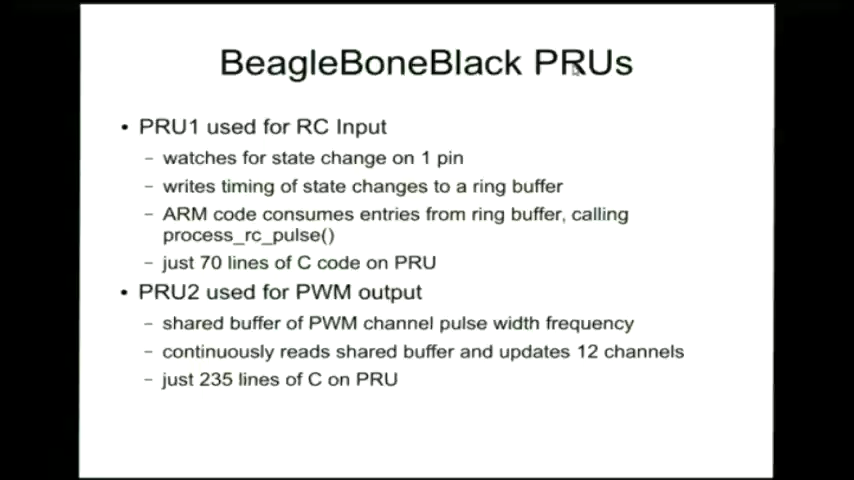 BeagleBoneBlack PRUs
• PRU1 used for RC Input
– watches for state change on 1 pin
– writes timing of state changes to a ring buffer
– ARM code consumes entries from ring buffer, calling
process_rc_pulse()
– just 70 lines of C code on PRU
• PRU2 used for PWM output
– shared buffer of PWM channel pulse width frequency
– continuously reads shared buffer and updates 12 channels
– just 235 lines of C on PRU